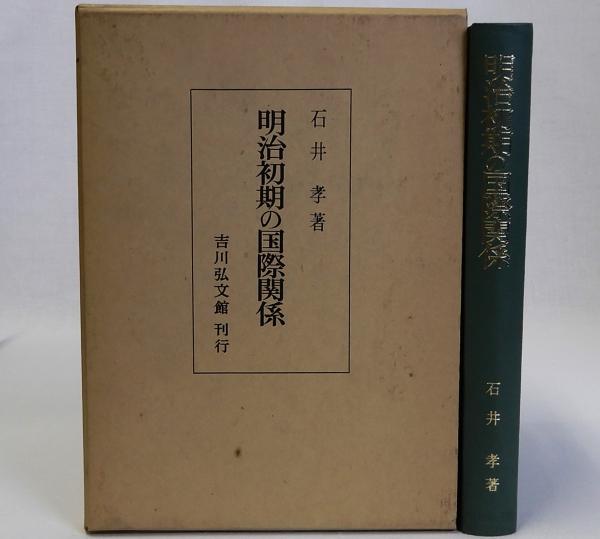 石井孝著
明治初期の国際関係
吉川弘文館 刊行
明治初期の国際関係
石井 孝著